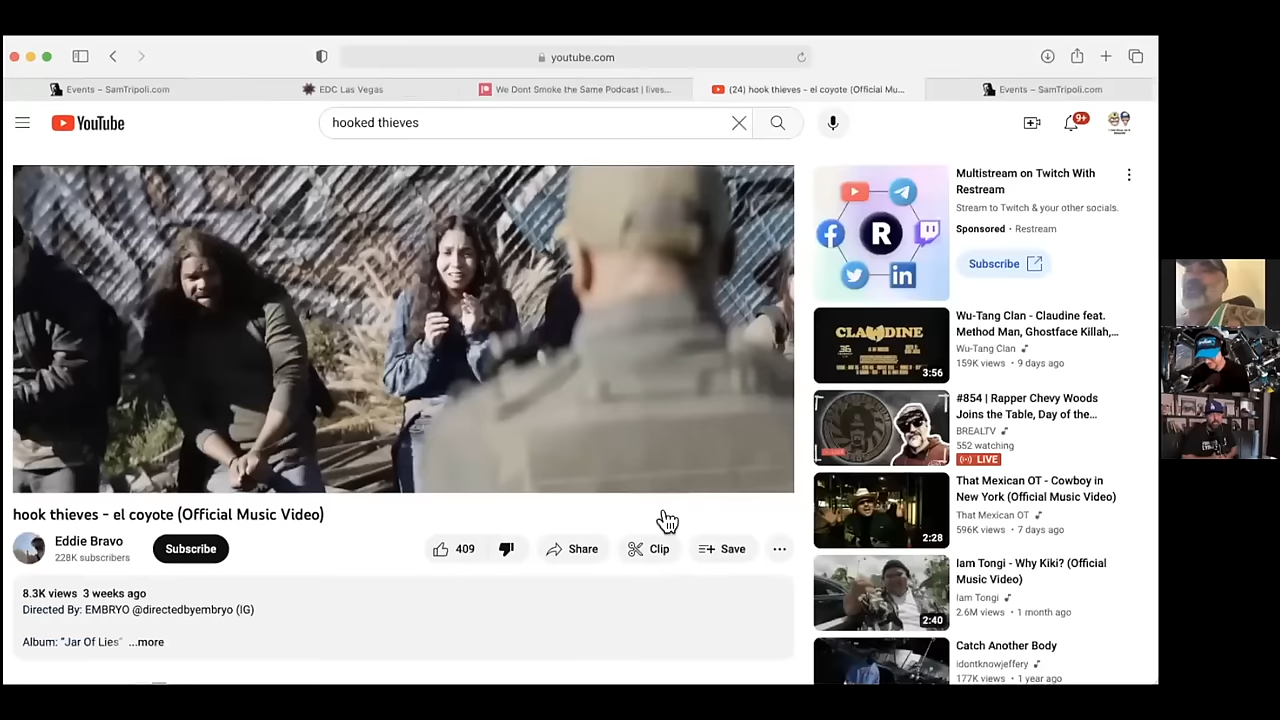 youtube.com
Events – SamTripoli.com
EDC Las Vegas
We Dont Smoke the Same Podcast | lives...
(24) hook thieves - el coyote (Official Mu...
Events – SamTripoli.com
YouTube
hooked thieves
9+
hook thieves - el coyote (Official Music Video)
Eddie Bravo
228K subscribers
Subscribe
409
Share
Clip
Save
8.3K views 3 weeks ago
Directed By: EMBRYO @directedbyembryo (IG)
Album: "Jar Of Lies" ...more
R
Multistream on Twitch With
Restream
Stream to Twitch & your other socials.
Sponsored · Restream
Subscribe
CLAUDINE
3:56
Wu-Tang Clan - Claudine feat.
Method Man, Ghostface Killah,...
Wu-Tang Clan
159K views · 9 days ago
#854 | Rapper Chevy Woods
Joins the Table, Day of the...
BREALTV
552 watching
LIVE
2:28
That Mexican OT - Cowboy in
New York (Official Music Video)
That Mexican OT
596K views · 7 days ago
2:40
Iam Tongi - Why Kiki? (Official
Music Video)
Iam Tongi
2.6M views · 1 month ago
Catch Another Body
idontknowjeffery
177K views · 1 year ago